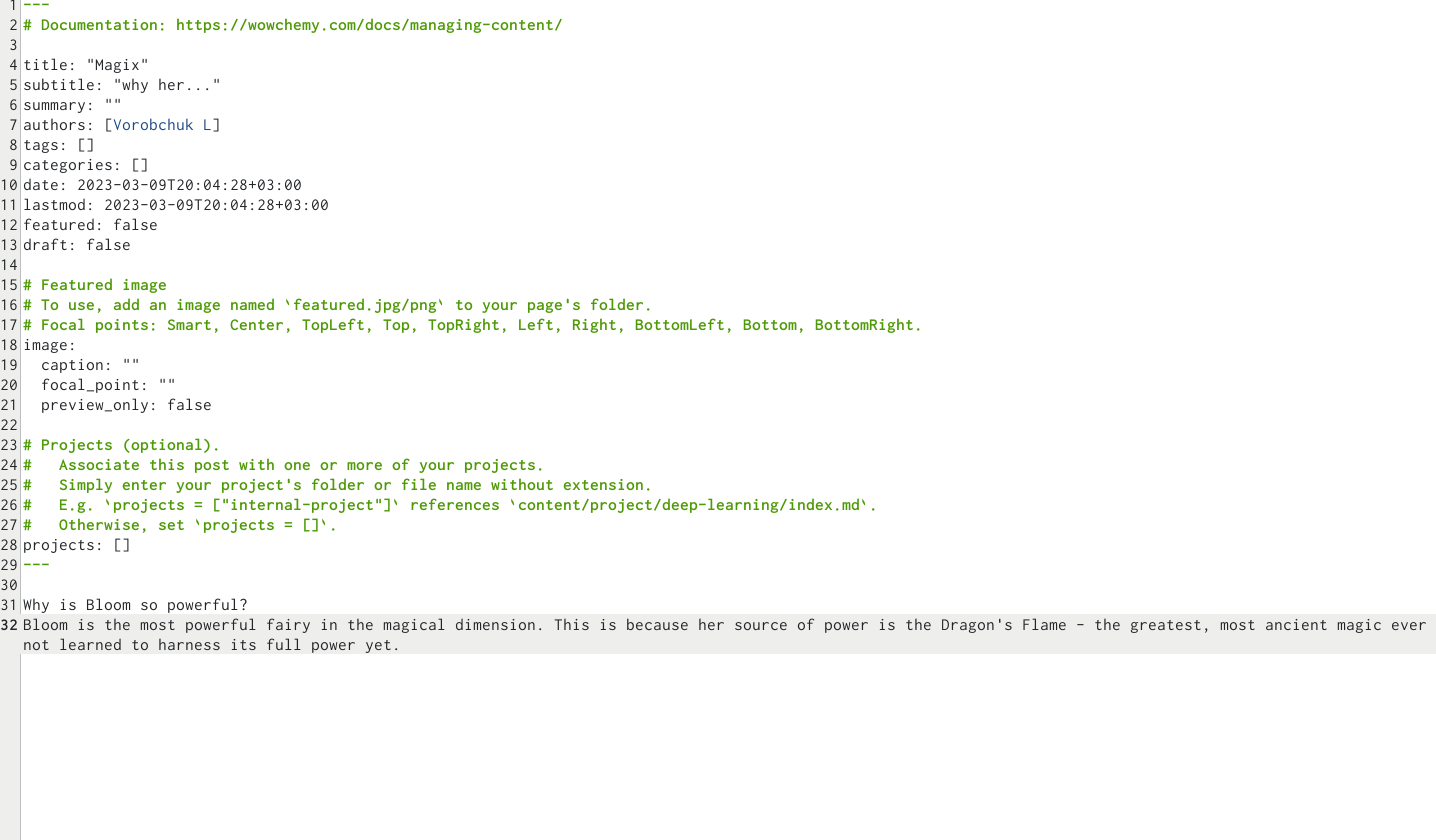 1 ---
2 # Documentation: https://wowchemy.com/docs/managing-content/
3
4 title: "Magix"
5 subtitle: "why her..."
6 summary: ""
7 authors: [Vorobchuk L]
8 tags: []
9 categories: []
10 date: 2023-03-09T20:04:28+03:00
11 lastmod: 2023-03-09T20:04:28+03:00
12 featured: false
13 draft: false
14
15 # Featured image
16 # To use, add an image named `featured.jpg/png` to your page's folder.
17 # Focal points: Smart, Center, TopLeft, Top, TopRight, Left, Right, BottomLeft, Bottom, BottomRight.
18 image:
19   caption: ""
20   focal_point: ""
21   preview_only: false
22
23 # Projects (optional).
24 #   Associate this post with one or more of your projects.
25 #   Simply enter your project's folder or file name without extension.
26 #   E.g. `projects = ["internal-project"]` references `content/project/deep-learning/index.md`.
27 #   Otherwise, set `projects = []`.
28 projects: []
29 ---
30
31 Why is Bloom so powerful?
32 Bloom is the most powerful fairy in the magical dimension. This is because her source of power is the Dragon's Flame - the greatest, most ancient magic ever
not learned to harness its full power yet.